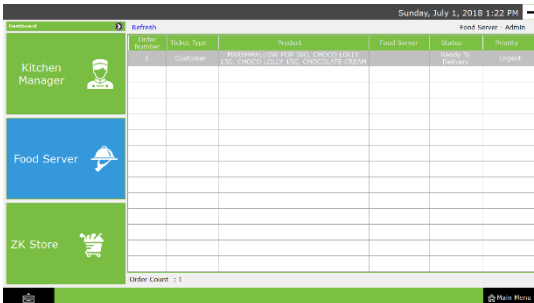 Sunday, July 1, 2018 1:22 PM
Dashboard
Refresh
Food Server - Admin
Kitchen Manager
Food Server
ZK Store
Order Number Ticket Type Product Food Server Status Priority
1 Customer MARSHMALLOW POP 38G, CHOCO LOLLY 15G, CHOCO LOLLY 15G, CHOCOLATE CREAM Ready To Delivery Urgent
Order Count : 1
Main Menu